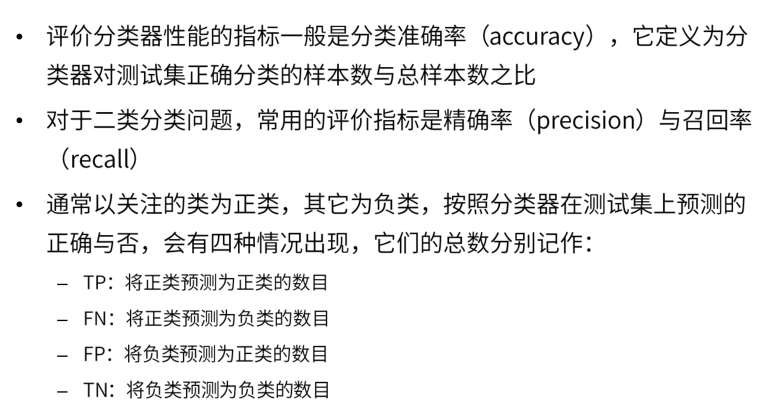 • 评价分类器性能的指标一般是分类准确率（accuracy），它定义为分
类器对测试集正确分类的样本数与总样本数之比
• 对于二类分类问题，常用的评价指标是精确率（precision）与召回率
（recall）
• 通常以关注的类为正类，其它为负类，按照分类器在测试集上预测的
正确与否，会有四种情况出现，它们的总数分别记作：
– TP：将正类预测为正类的数目
– FN：将正类预测为负类的数目
– FP：将负类预测为正类的数目
– TN：将负类预测为负类的数目